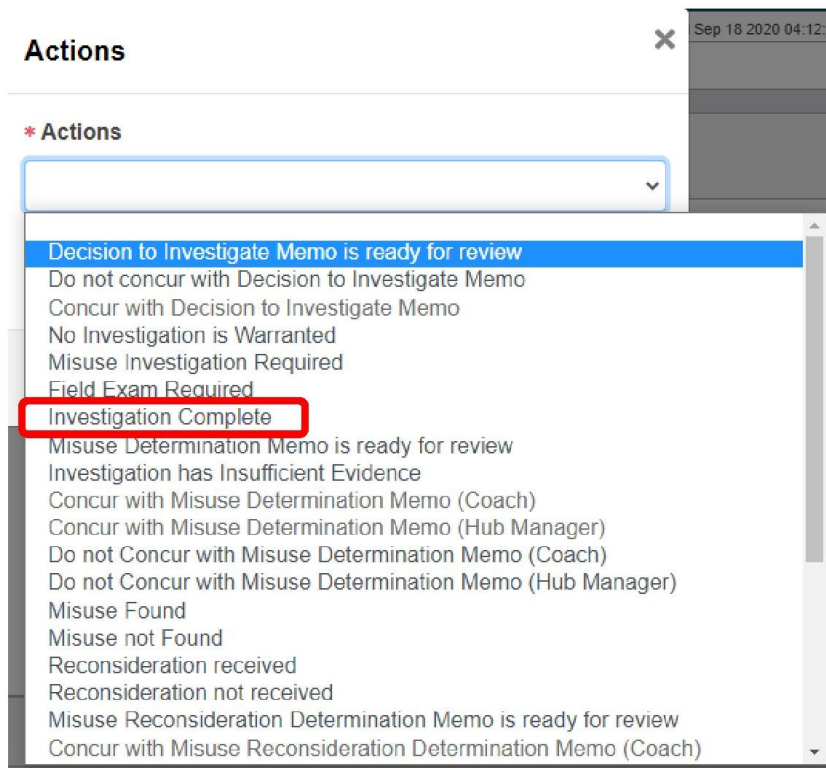 Actions
Sep 18 2020 04:12:
* Actions
Decision to Investigate Memo is ready for review
Do not concur with Decision to Investigate Memo
Concur with Decision to Investigate Memo
No Investigation is Warranted
Misuse Investigation Required
Field Exam Required
Investigation Complete
Misuse Determination Memo is ready for review
Investigation has Insufficient Evidence
Concur with Misuse Determination Memo (Coach)
Concur with Misuse Determination Memo (Hub Manager)
Do not Concur with Misuse Determination Memo (Coach)
Do not Concur with Misuse Determination Memo (Hub Manager)
Misuse Found
Misuse not Found
Reconsideration received
Reconsideration not received
Misuse Reconsideration Determination Memo is ready for review
Concur with Misuse Reconsideration Determination Memo (Coach)